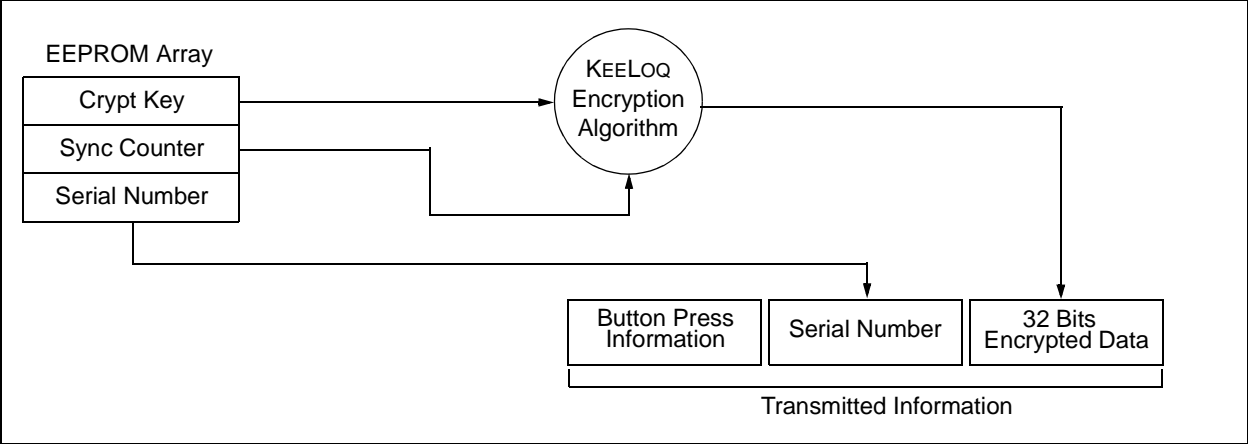 EEPROM Array
Crypt Key
Sync Counter
Serial Number
KEELOQ
Encryption
Algorithm
Button Press
Information
Serial Number
32 Bits
Encrypted Data
Transmitted Information